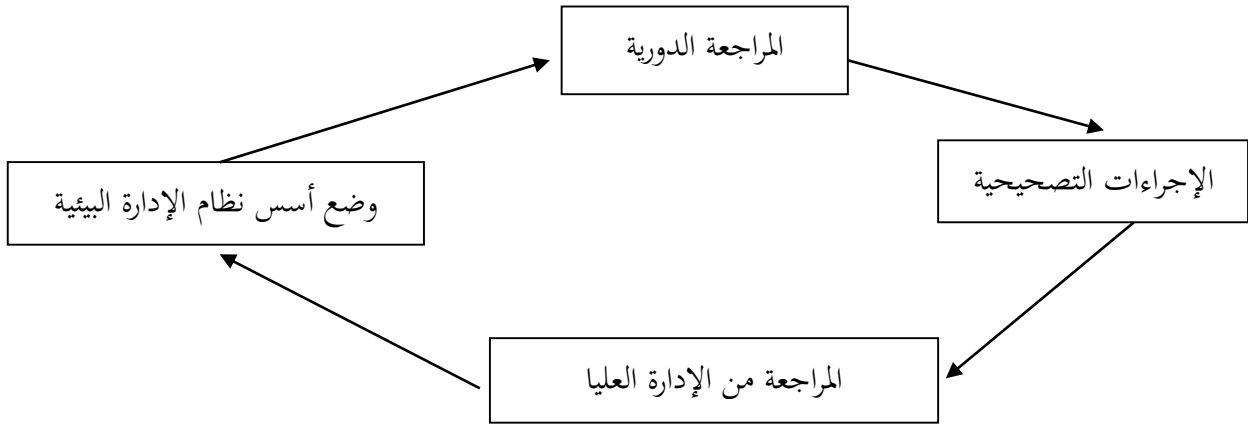 المراجعة الدورية
الإجراءات التصحيحية
وضع أسس نظام الإدارة البيئية
المراجعة من الإدارة العليا